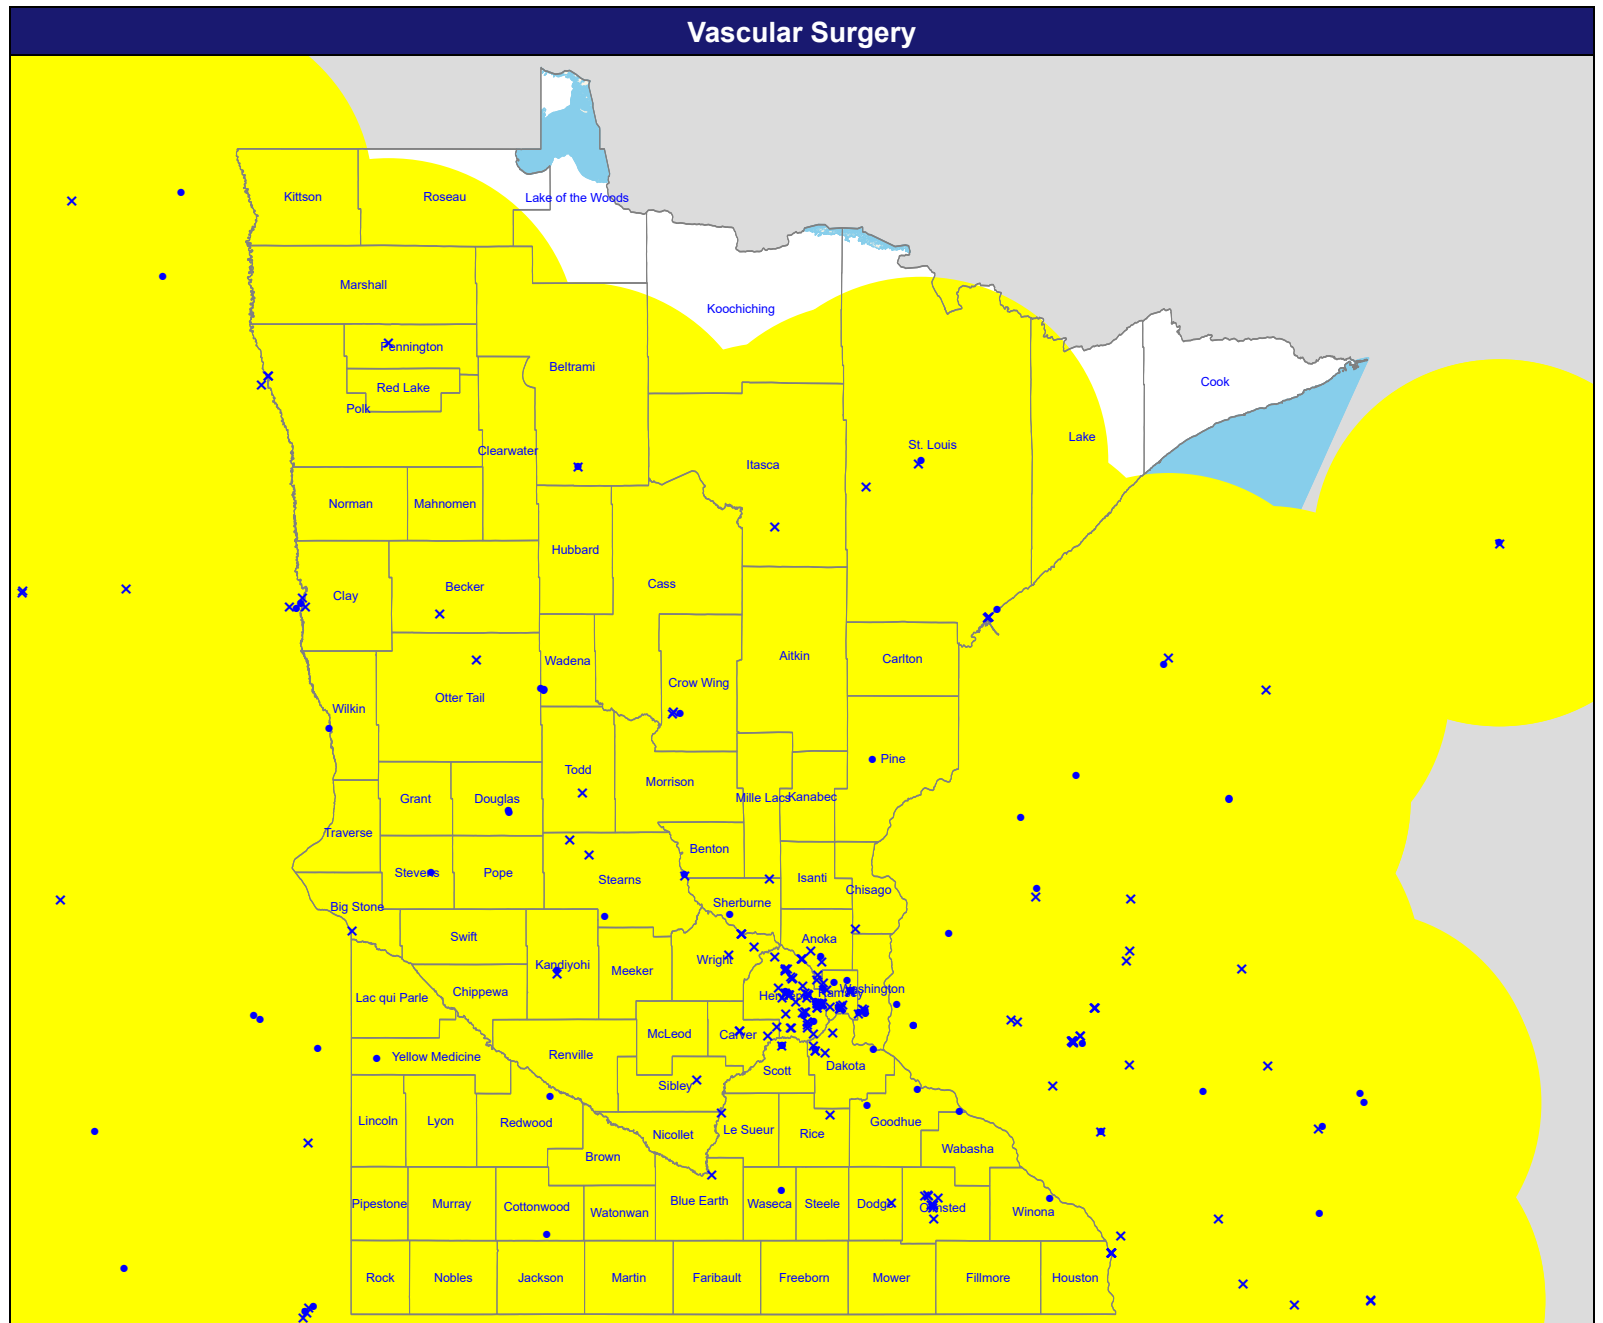 Vascular Surgery
Kittson
Roseau
Lake of the Woods
Marshall
Koochiching
Pennington
Beltrami
Red Lake
Cook
Polk
Lake
St. Louis
Clearwater
Itasca
Norman
Mahnomen
Hubbard
Cass
Becker
Clay
Aitkin
Carlton
Wadena
Crow Wing
Otter Tail
Wilkin
Pine
Todd
Morrison
Grant
Douglas
Mille Lacs
Kanabec
Traverse
Benton
Stevens
Pope
Stearns
Isanti
Chisago
Sherburne
Big Stone
Swift
Anoka
Wright
Kandiyohi
Meeker
Washington
Chippewa
Hennepin
Ramsey
Lac qui Parle
McLeod
Carver
Renville
Yellow Medicine
Dakota
Scott
Sibley
Lincoln
Lyon
Redwood
Goodhue
Le Sueur
Rice
Nicollet
Wabasha
Brown
Blue Earth
Pipestone
Murray
Cottonwood
Waseca
Steele
Dodge
Olmsted
Watonwan
Winona
Rock
Nobles
Jackson
Martin
Faribault
Freeborn
Mower
Fillmore
Houston